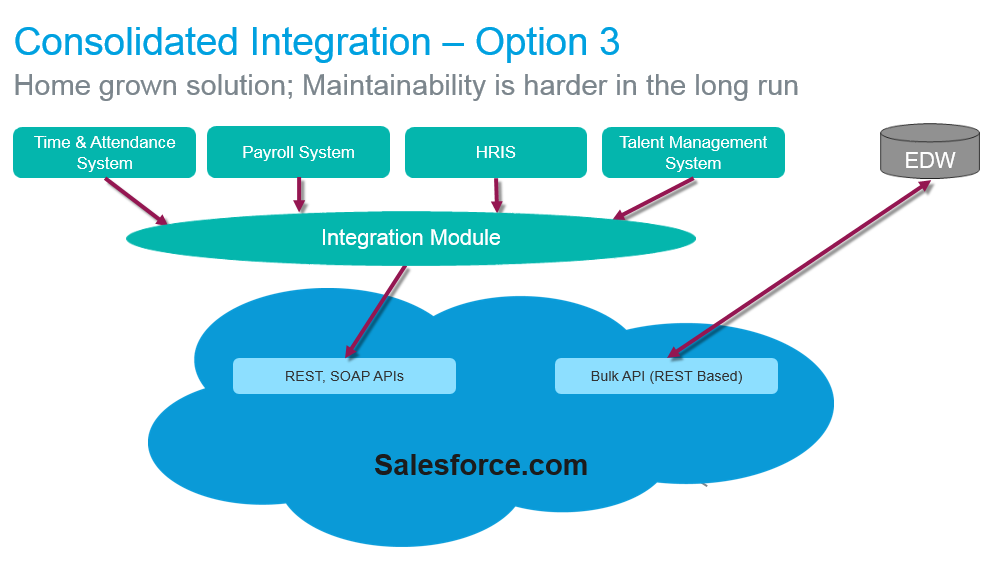 Consolidated Integration – Option 3
Home grown solution; Maintainability is harder in the long run
Time & Attendance
System
Payroll System
HRIS
Talent Management
System
EDW
Integration Module
REST, SOAP APIs
Bulk API (REST Based)
Salesforce.com